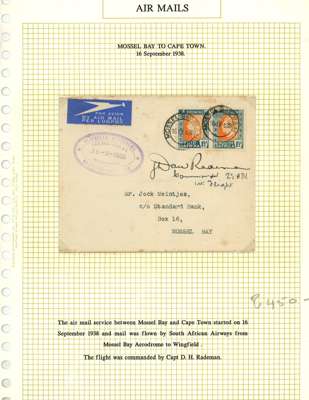 AIR MAILS
MOSSEL BAY TO CAPE TOWN.
16 September 1938.
BY AIR MAIL
PER LUGPOS
Mr. Jock Meintjes,
c/o Standard Bank,
Box 16,
MOSSEL BAY
R450-
The air mail service between Mossel Bay and Cape Town started on 16
September 1938 and mail was flown by South African Airways from
Mossel Bay Aerodrome to Wingfield .
The flight was commanded by Capt D. H. Rademan.